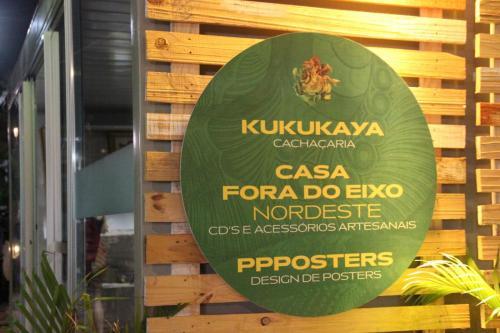 KUKUKAYA
CACHAÇARIA
CASA
FORA DO EIXO
NORDESTE
CD'S E ACESSÓRIOS ARTESANAIS
PPPOSTERS
DESIGN DE POSTERS